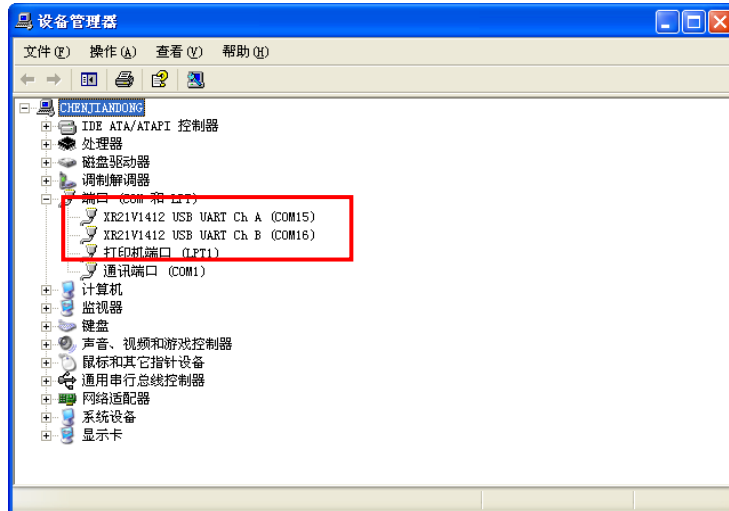 设备管理器
文件(F) 操作(A) 查看(V) 帮助(H)
CHENJIANDONG
IDE ATA/ATAPI 控制器
处理器
磁盘驱动器
调制解调器
端口 (COM 和 LPT)
XR21V1412 USB UART Ch A (COM15)
XR21V1412 USB UART Ch B (COM16)
打印机端口 (LPT1)
通讯端口 (COM1)
计算机
监视器
键盘
声音、视频和游戏控制器
鼠标和其它指针设备
通用串行总线控制器
网络适配器
系统设备
显示卡